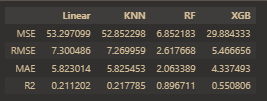 Linear KNN RF XGB
MSE 53.297099 52.852298 6.852183 29.884333
RMSE 7.300486 7.269959 2.617668 5.466656
MAE 5.823014 5.825453 2.063389 4.337493
R2 0.211202 0.217785 0.896711 0.550806